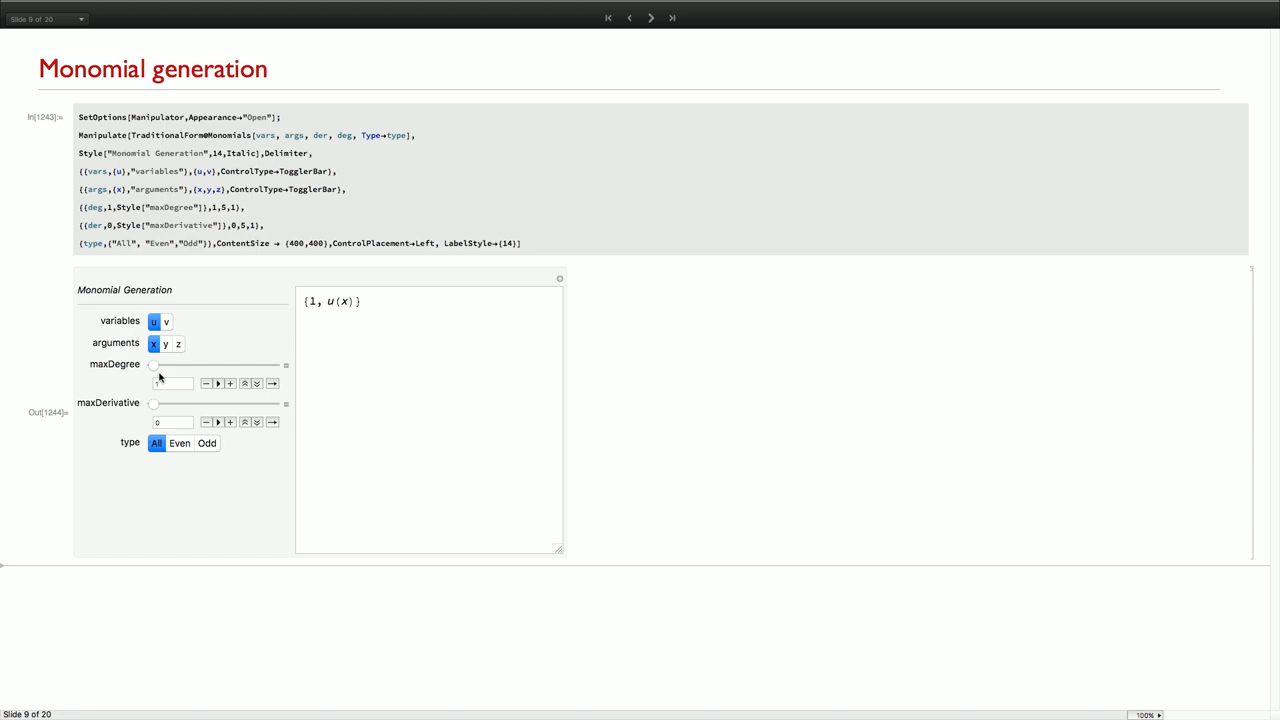 Slide 9 of 20
Monomial generation
In[1243]:=
SetOptions[Manipulator,Appearance→"Open"];
Manipulate[TraditionalForm@Monomials[vars, args, der, deg, Type→type],
Style["Monomial Generation",14,Italic],Delimiter,
{{vars,{u},"variables"},{u,v},ControlType→TogglerBar},
{{args,{x},"arguments"},{x,y,z},ControlType→TogglerBar},
{{deg,1,Style["maxDegree"]},1,5,1},
{{der,0,Style["maxDerivative"]},0,5,1},
{type,{"All", "Even","Odd"}},ContentSize → {400,400},ControlPlacement→Left, LabelStyle→{14}]
Monomial Generation
{1, u(x)}
variables u v
arguments x y z
maxDegree
1
maxDerivative
Out[1244]=
0
type All Even Odd
Slide 9 of 20
100%